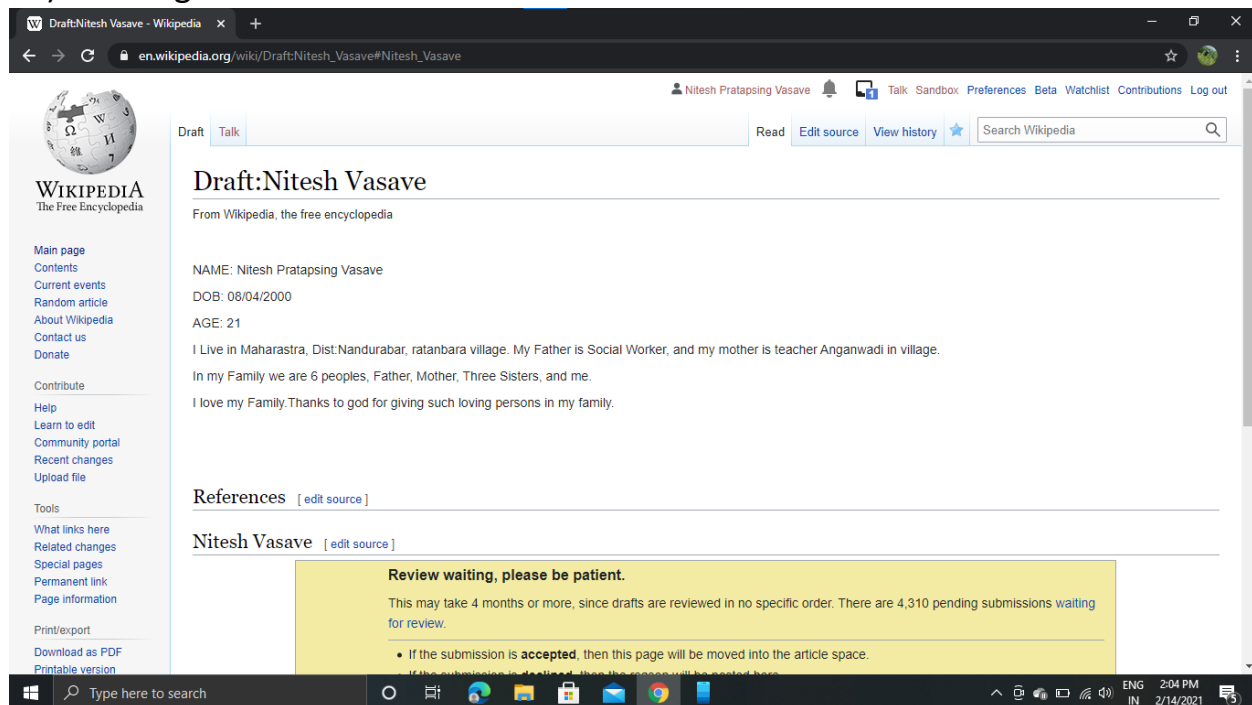 Draft:Nitesh Vasave - Wikipedia
en.wikipedia.org/wiki/Draft:Nitesh_Vasave#Nitesh_Vasave
Nitesh Pratapsing Vasave 1 Talk Sandbox Preferences Beta Watchlist Contributions Log out
Draft Talk Read Edit source View history Search Wikipedia
WIKIPEDIA
The Free Encyclopedia
Draft:Nitesh Vasave
From Wikipedia, the free encyclopedia
Main page
Contents
Current events
Random article
About Wikipedia
Contact us
Donate
Contribute
Help
Learn to edit
Community portal
Recent changes
Upload file
Tools
What links here
Related changes
Special pages
Permanent link
Page information
Print/export
Download as PDF
Printable version
NAME: Nitesh Pratapsing Vasave
DOB: 08/04/2000
AGE: 21
I Live in Maharastra, Dist:Nandurabar, ratanbara village. My Father is Social Worker, and my mother is teacher Anganwadi in village.
In my Family we are 6 peoples, Father, Mother, Three Sisters, and me.
I love my Family.Thanks to god for giving such loving persons in my family.
References [ edit source ]
Nitesh Vasave [ edit source ]
Review waiting, please be patient.
This may take 4 months or more, since drafts are reviewed in no specific order. There are 4,310 pending submissions waiting
for review.
• If the submission is accepted, then this page will be moved into the article space.
Type here to search
ENG 2:04 PM
IN 2/14/2021 5